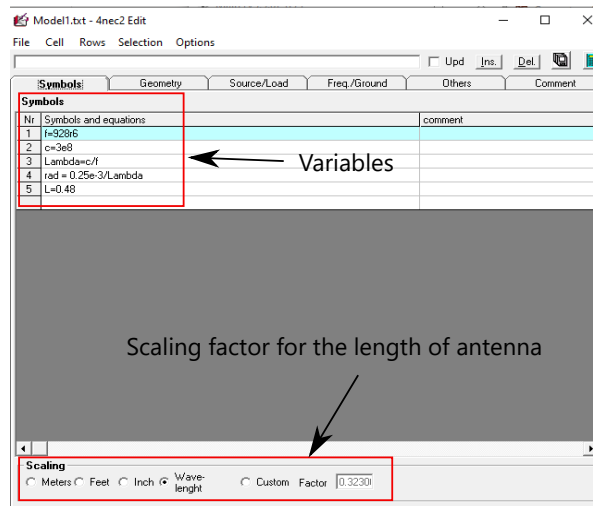 Model1.txt - 4nec2 Edit
File Cell Rows Selection Options
Upd Ins. Del.
Symbols Geometry Source/Load Freq./Ground Others Comment
Symbols
Nr Symbols and equations comment
1 f=928r6
2 c=3e8
3 Lambda=c/f
4 rad = 0.25e-3/Lambda
5 L=0.48
Variables
Scaling factor for the length of antenna
Scaling
Meters Feet Inch Wave-lenght Custom Factor 0.3230